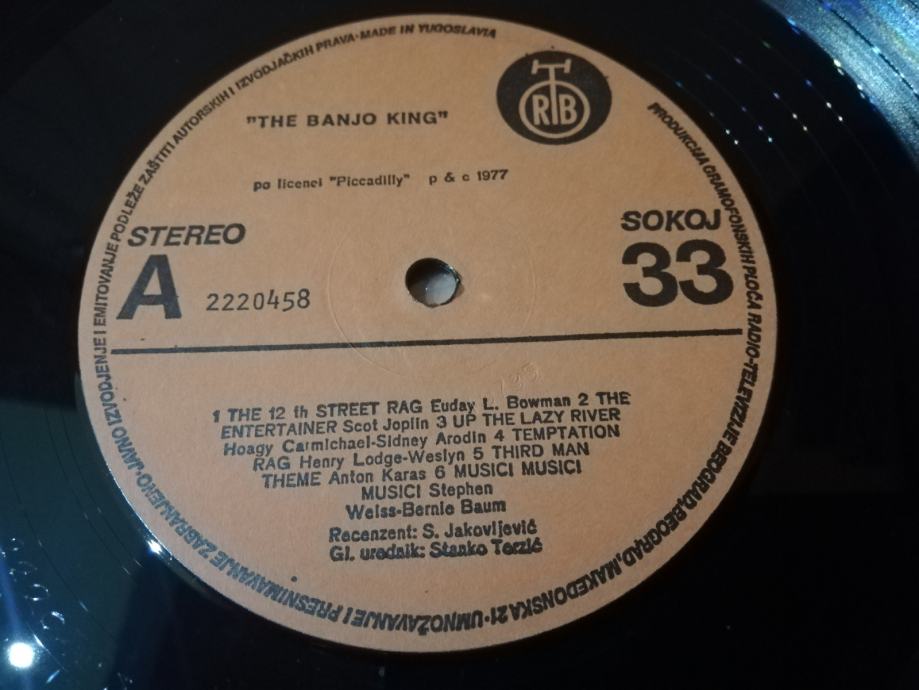 PRODUKCIJA GRAMOFONSKIH PLOČA RADIO-TELEVIZIJE BEOGRAD, BEOGRAD, MAKEDONSKA 21 · UMNOŽAVANJE I PRESNIMAVANJE ZABRANJENO · JAVNO IZVODJENJE I EMITOVANJE PODLEŽE ZAŠTITI AUTORSKIH I IZVODJAČKIH PRAVA · MADE IN YUGOSLAVIA
RTB
"THE BANJO KING"
po licenci "Piccadilly" p & c 1977
STEREO
SOKOJ
A 2220458
33
1 THE 12 th STREET RAG Euday L. Bowman 2 THE
ENTERTAINER Scot Joplin 3 UP THE LAZY RIVER
Hoagy Carmichael-Sidney Arodin 4 TEMPTATION
RAG Henry Lodge-Weslyn 5 THIRD MAN
THEME Anton Karas 6 MUSICI MUSICI
MUSICI Stephen
Weiss-Bernie Baum
Recenzent: S. Jakovljević
Gl. urednik: Stanko Terzić